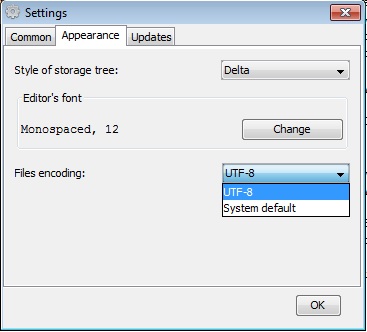 Settings
Common Appearance Updates
Style of storage tree: Delta
Editor's font
Monospaced, 12 Change
Files encoding: UTF-8
UTF-8
System default
OK